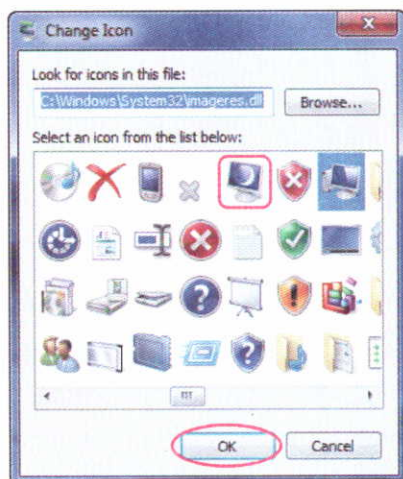 Change Icon
Look for icons in this file:
C:\Windows\System32\imageres.dll
Browse...
Select an icon from the list below:
OK
Cancel